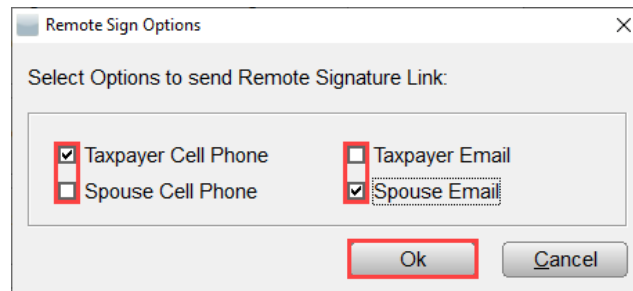 Remote Sign Options
Select Options to send Remote Signature Link:
Taxpayer Cell Phone
Taxpayer Email
Spouse Cell Phone
Spouse Email
Ok
Cancel